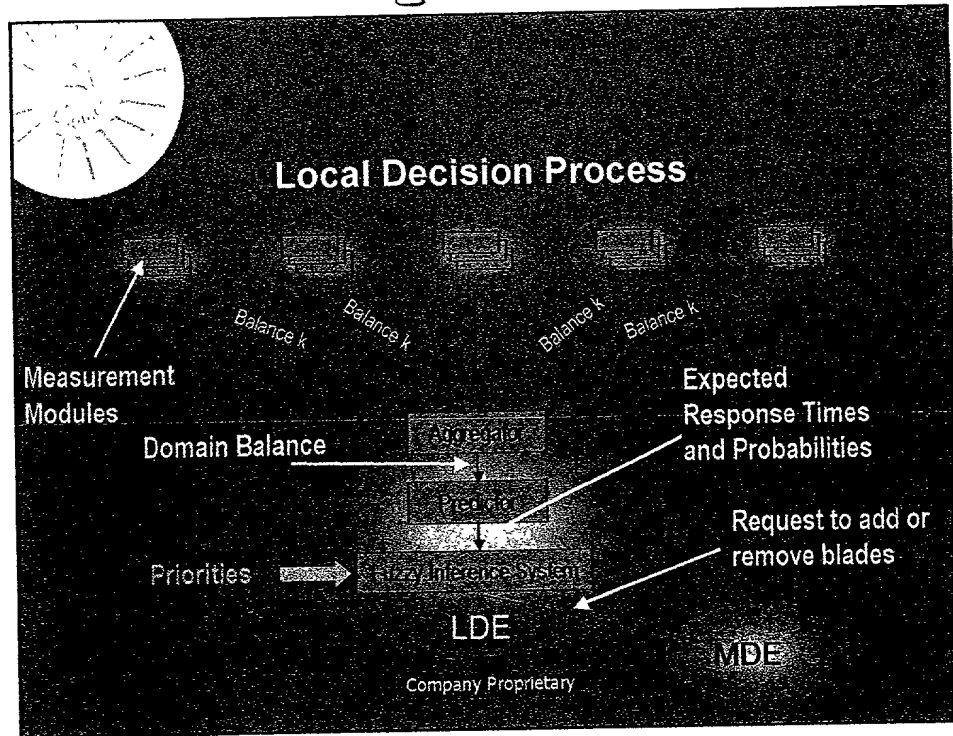 Local Decision Process
Balance k
Balance k
Balance k
Balance k
Measurement
Modules
Expected
Response Times
and Probabilities
Aggregator
Domain Balance
Predictor
Request to add or
remove blades
Priorities
Fuzzy Inference System
LDE
MDE
Company Proprietary